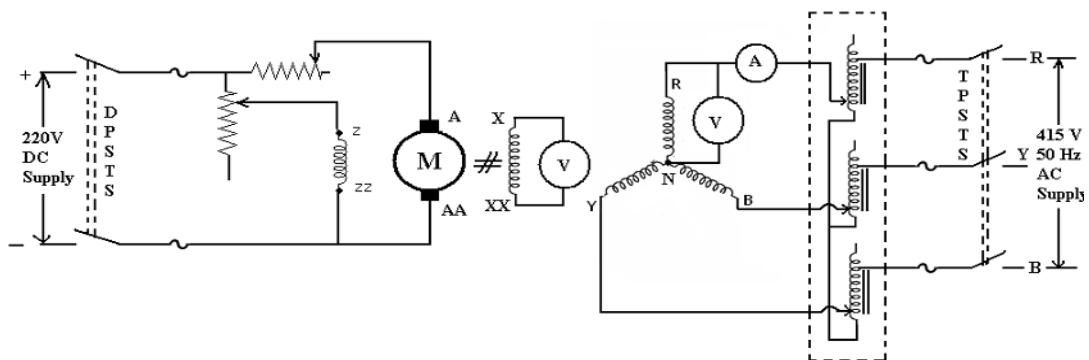 +
220V
DC
Supply
−
D
P
S
T
S
Z
ZZ
A
M
AA
X
XX
V
R
A
V
N
Y
B
T
P
S
T
S
R
Y
B
415 V
50 Hz
AC
Supply